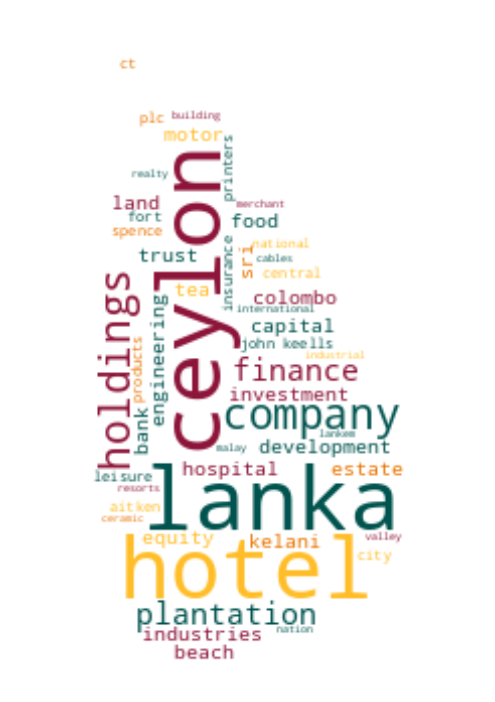 ct
plc
building
motor
printers
realty
ceylon
land
merchant
fort
food
spence
national
trust
sri
cables
insurance
central
tea
holdings
colombo
engineering
international
capital
products
john keells
industrial
finance
investment
company
bank
lankem
malay
development
hospital
estate
leisure
lanka
resorts
aitken
ceramic
equity
kelani
valley
hotel
city
plantation
industries
nation
beach